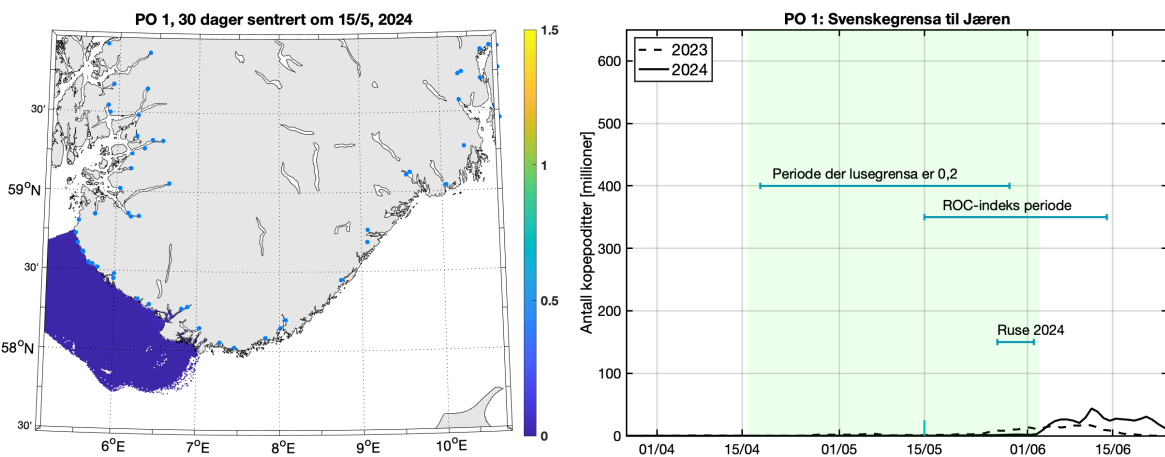 PO 1, 30 dager sentrert om 15/5, 2024
30'
59°N
30'
58°N
30'
6°E
7°E
8°E
9°E
10°E
1.5
1
0.5
0
PO 1: Svenskegrensa til Jæren
2023
2024
Antall kopepoditter [millioner]
600
500
400
300
200
100
0
Periode der lusegrensa er 0,2
ROC-indeks periode
Ruse 2024
01/04
15/04
01/05
15/05
01/06
15/06